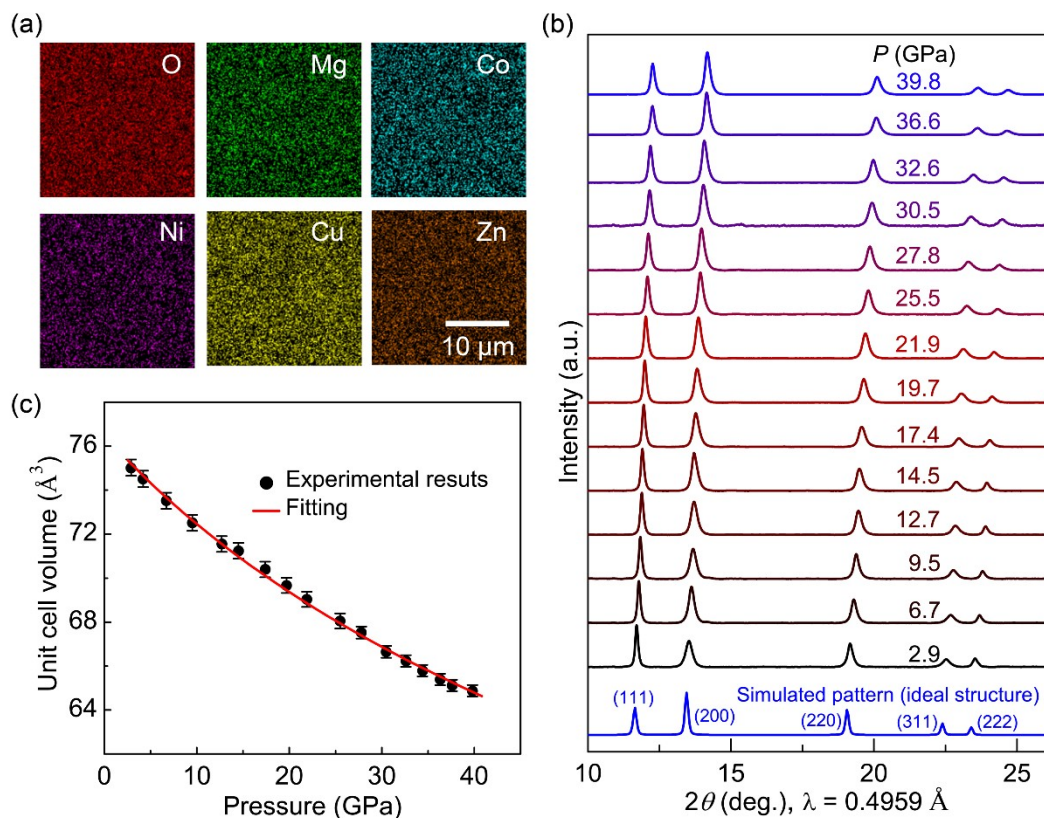 (a)
O
Mg
Co
Ni
Cu
Zn
10 μm
(b)
P (GPa)
39.8
36.6
32.6
30.5
27.8
25.5
21.9
19.7
17.4
14.5
12.7
9.5
6.7
2.9
Simulated pattern (ideal structure)
(111)
(200)
(220)
(311)
(222)
Intensity (a.u.)
10
15
20
25
2θ (deg.), λ = 0.4959 Å
(c)
Experimental resuts
Fitting
Unit cell volume (Å³)
76
72
68
64
0
10
20
30
40
Pressure (GPa)